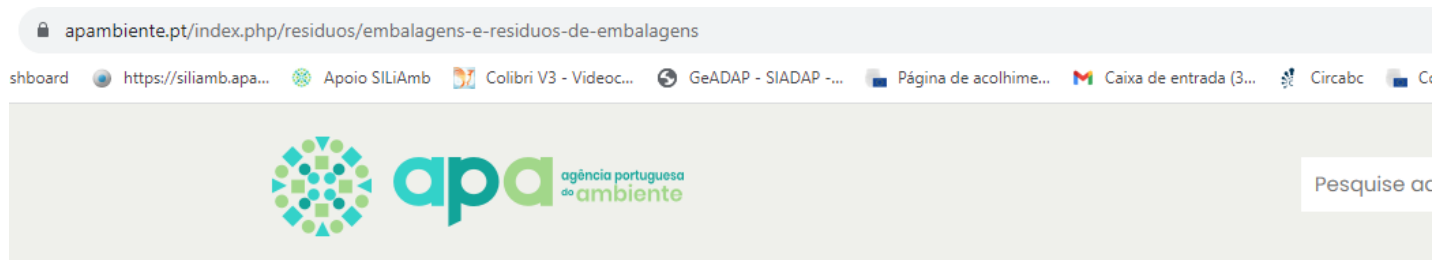 apambiente.pt/index.php/residuos/embalagens-e-residuos-de-embalagens
shboard https://siliamb.apa... Apoio SILiAmb Colibri V3 - Videoc... GeADAP - SIADAP -... Página de acolhime... Caixa de entrada (3... Circabc Co
apa agência portuguesa
do ambiente
Pesquise ac